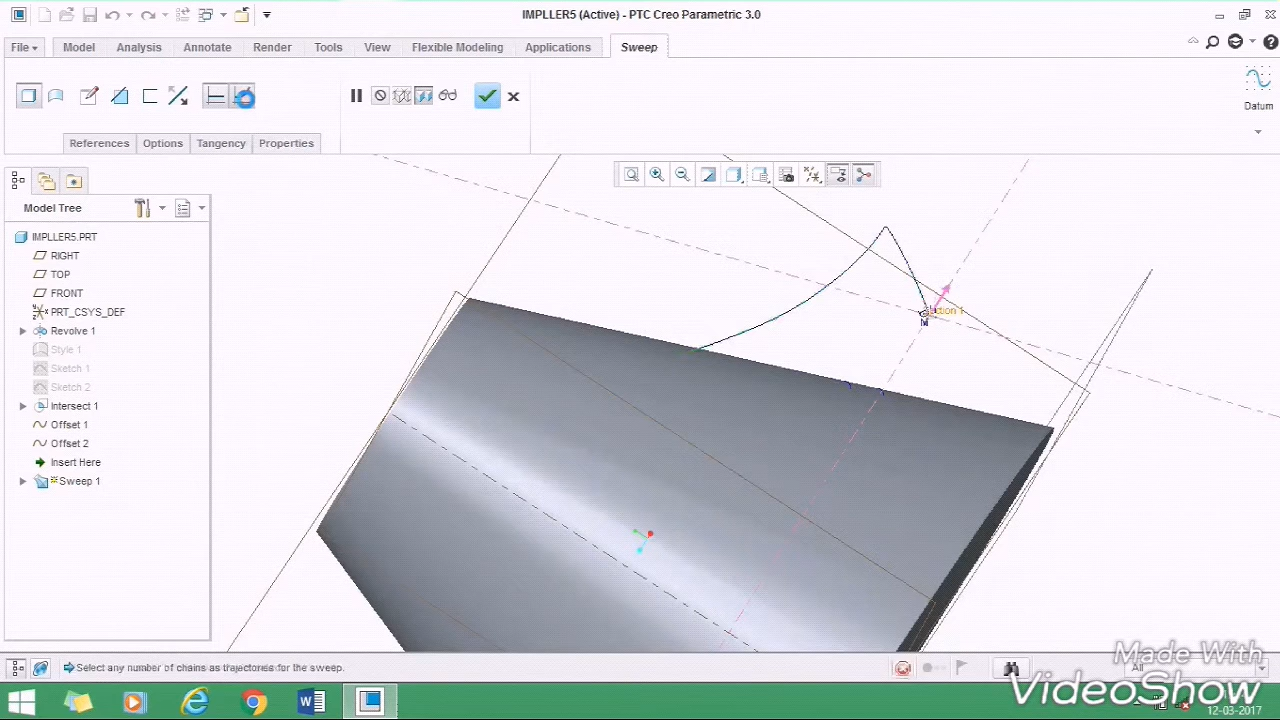 IMPLLER5 (Active) - PTC Creo Parametric 3.0
File Model Analysis Annotate Render Tools View Flexible Modeling Applications Sweep
Datum
References Options Tangency Properties
Model Tree
IMPLLER5.PRT
RIGHT
TOP
FRONT
PRT_CSYS_DEF
Revolve 1
Style 1
Sketch 1
Sketch 2
Intersect 1
Offset 1
Offset 2
Insert Here
Sweep 1
Select any number of chains as trajectories for the sweep.
All
Made With
VideoShow
12-03-2017